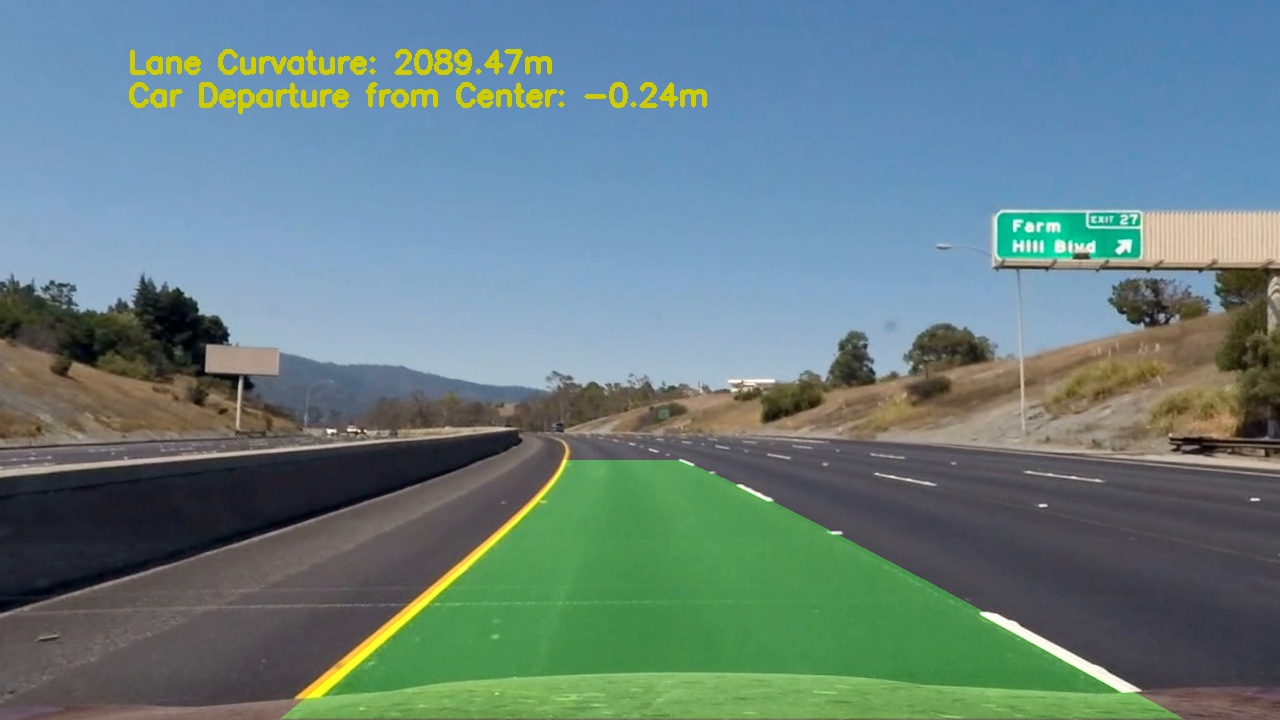 Lane Curvature: 2089.47m
Car Departure from Center: -0.24m
EXIT 27
Farm
Hill Blvd